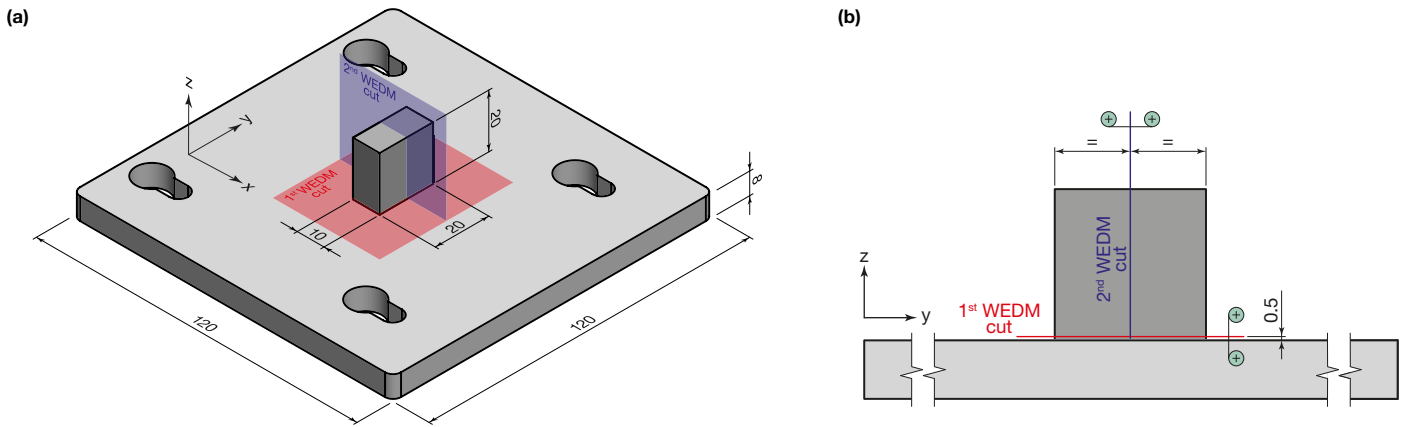 (a)
(b)
z
y
x
2nd WEDM
cut
1st WEDM
cut
20
8
10
20
120
120
=
=
2nd WEDM
cut
z
y
1st WEDM
cut
0.5
+
+
+
+